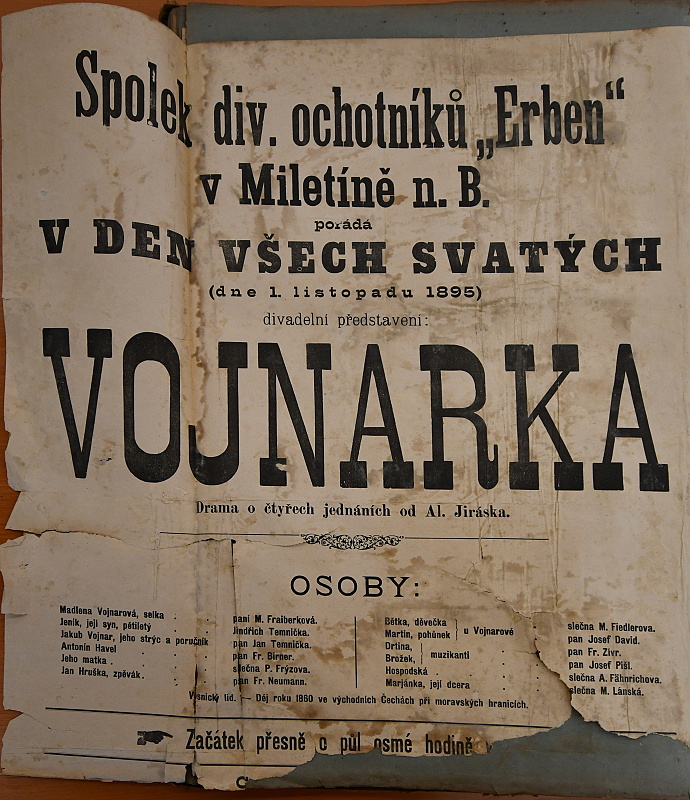 Spolek div. ochotníků „Erben“
v Miletíně n. B.
pořádá
V DEN VŠECH SVATÝCH
(dne 1. listopadu 1895)
divadelní představení:
VOJNARKA
Drama o čtyřech jednáních od Al. Jiráska.
OSOBY:
Madlena Vojnarová, selka . . . paní M. Fraiberková.
Jeník, její syn, pětiletý . . Jindřich Temnička.
Jakub Vojnar, jeho strýc a poručník pan Jan Temnička.
Antonín Havel . . . pan Fr. Birner.
Jeho matka . . . slečna P. Frýzova.
Jan Hruška, zpěvák . . . pan Fr. Neumann.
Bětka, děvečka } u Vojnarové slečna M. Fiedlerova.
Martin, pohůnek pan Josef David.
Drtina, } muzikanti pan Fr. Zivr.
Brožek, pan Josef Pišl.
Hospodská . . . slečna A. Fähnrichova.
Marjánka, její dcera . . slečna M. Lánská.
Vesnický lid. — Děj roku 1860 ve východních Čechách při moravských hranicích.
Začátek přesně o půl osmé hodině